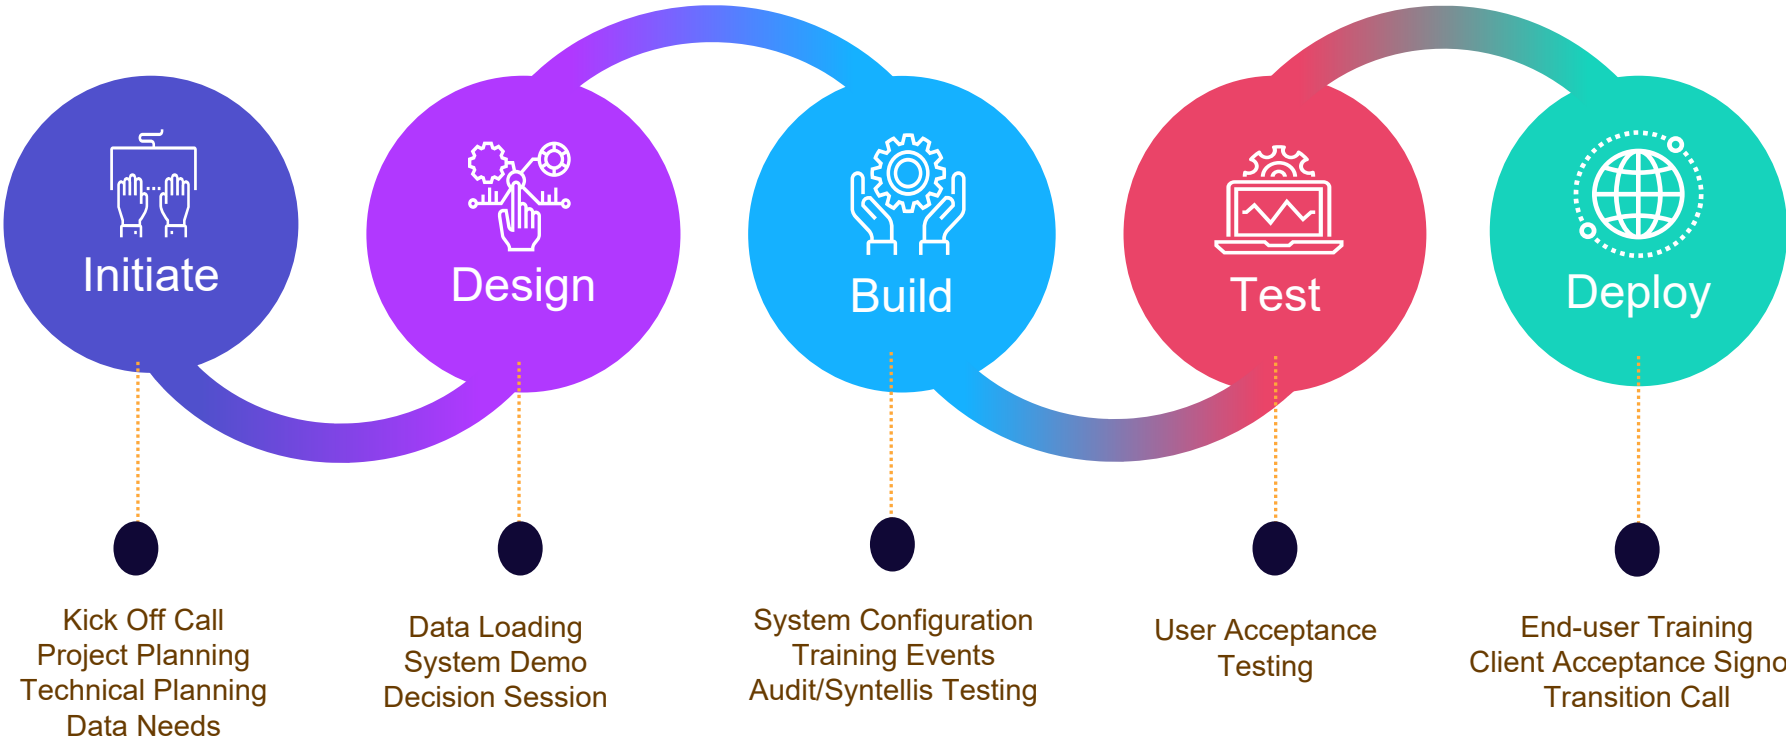 Initiate
Design
Build
Test
Deploy
Kick Off Call
Project Planning
Technical Planning
Data Needs
Data Loading
System Demo
Decision Session
System Configuration
Training Events
Audit/Syntellis Testing
User Acceptance
Testing
End-user Training
Client Acceptance Signo
Transition Call